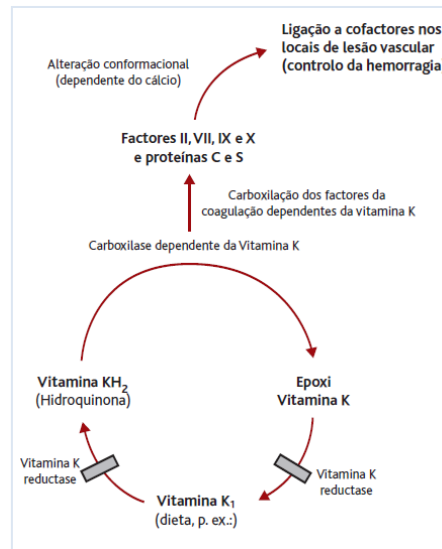 Ligação a cofactores nos
locais de lesão vascular
(controlo da hemorragia
Alteração conformacional
(dependente do cálcio)
Factores II, VII, IX e X
e proteínas C e S
Carboxilação dos factores da
coagulação dependentes da vitamina K
Carboxilase dependente da Vitamina K
Vitamina KH₂
(Hidroquinona)
Epoxi
Vitamina K
Vitamina K
reductase
Vitamina K
reductase
Vitamina K₁
(dieta, p. ex.:)